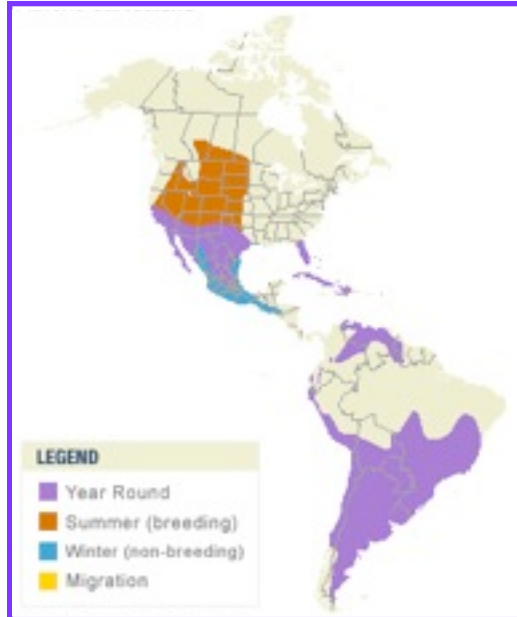 LEGEND
Year Round
Summer (breeding)
Winter (non-breeding)
Migration